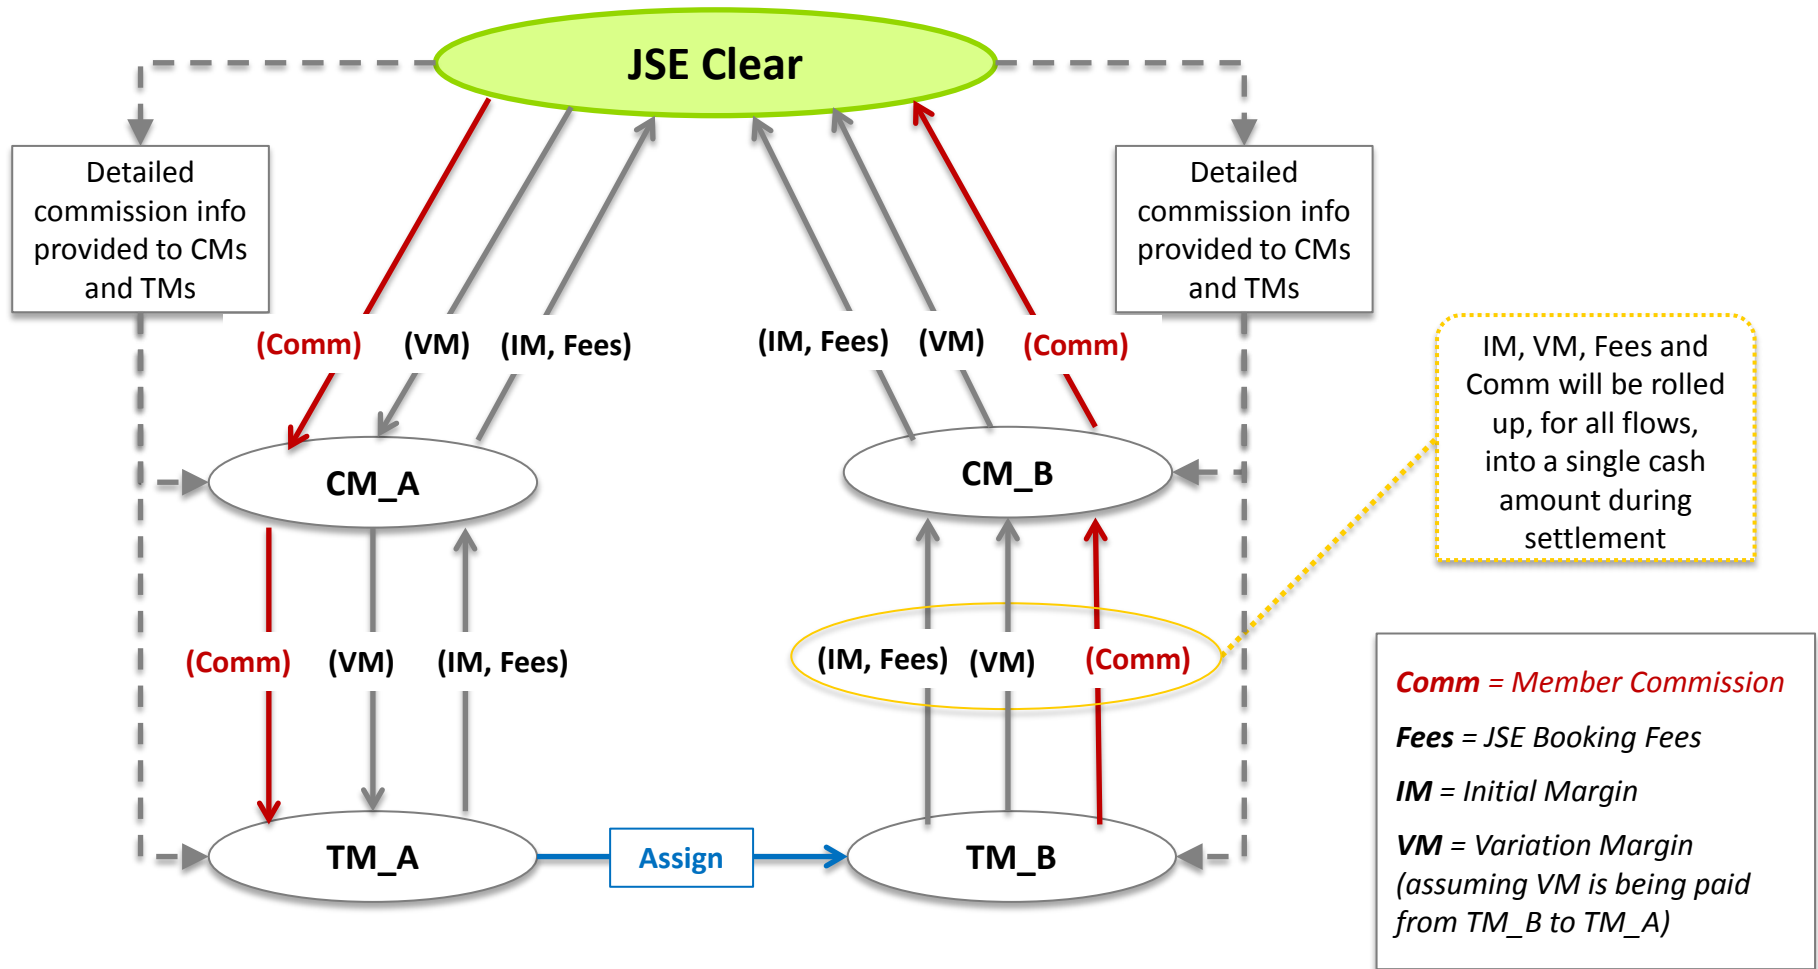 JSE Clear
Detailed
commission info
provided to CMs
and TMs
Detailed
commission info
provided to CMs
and TMs
(Comm) (VM) (IM, Fees)
(IM, Fees) (VM) (Comm)
IM, VM, Fees and
Comm will be rolled
up, for all flows,
into a single cash
amount during
settlement
CM_A
CM_B
(Comm) (VM) (IM, Fees)
(IM, Fees) (VM) (Comm)
TM_A
Assign
TM_B
Comm = Member Commission
Fees = JSE Booking Fees
IM = Initial Margin
VM = Variation Margin
(assuming VM is being paid
from TM_B to TM_A)